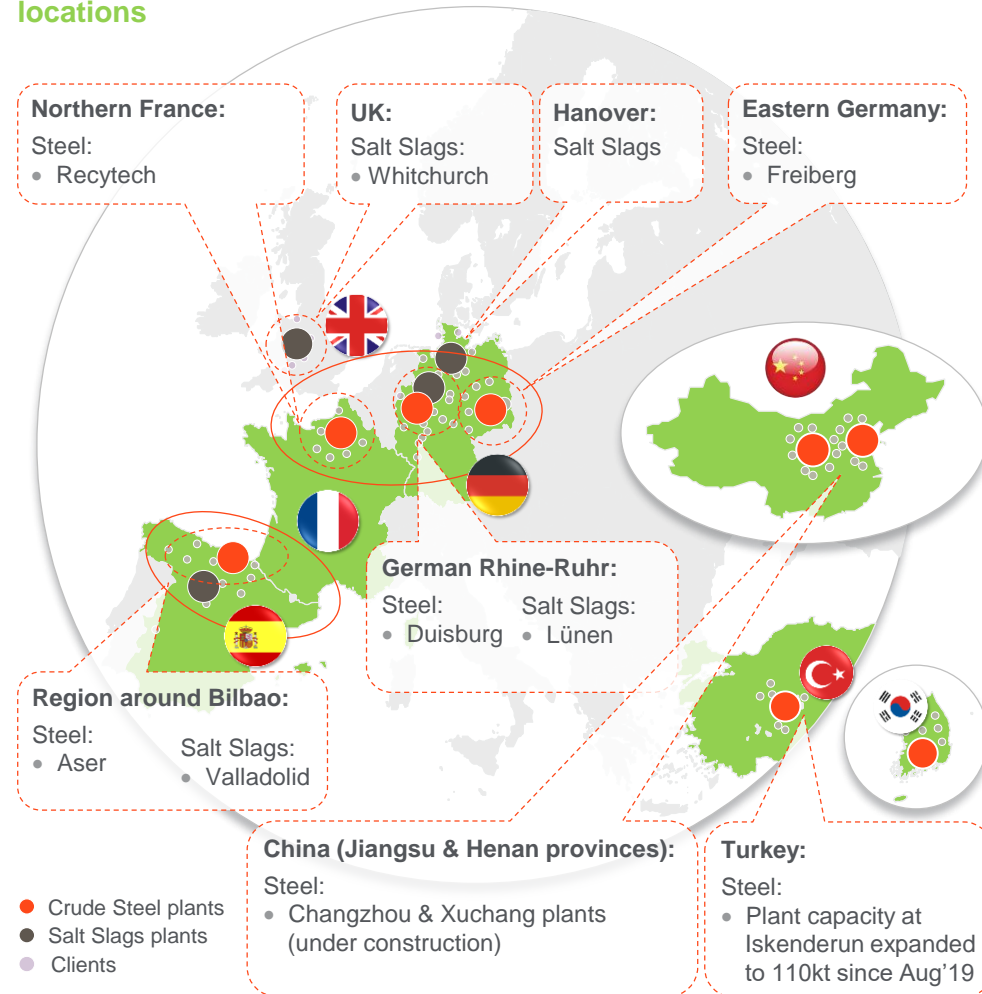 locations
Northern France:
Steel:
• Recytech
UK:
Salt Slags:
• Whitchurch
Hanover:
Salt Slags
Eastern Germany:
Steel:
• Freiberg
German Rhine-Ruhr:
Steel:
• Duisburg
Salt Slags:
• Lünen
Region around Bilbao:
Steel:
• Aser
Salt Slags:
• Valladolid
China (Jiangsu & Henan provinces):
Steel:
• Changzhou & Xuchang plants
(under construction)
Turkey:
Steel:
• Plant capacity at
Iskenderun expanded
to 110kt since Aug'19
Crude Steel plants
Salt Slags plants
Clients